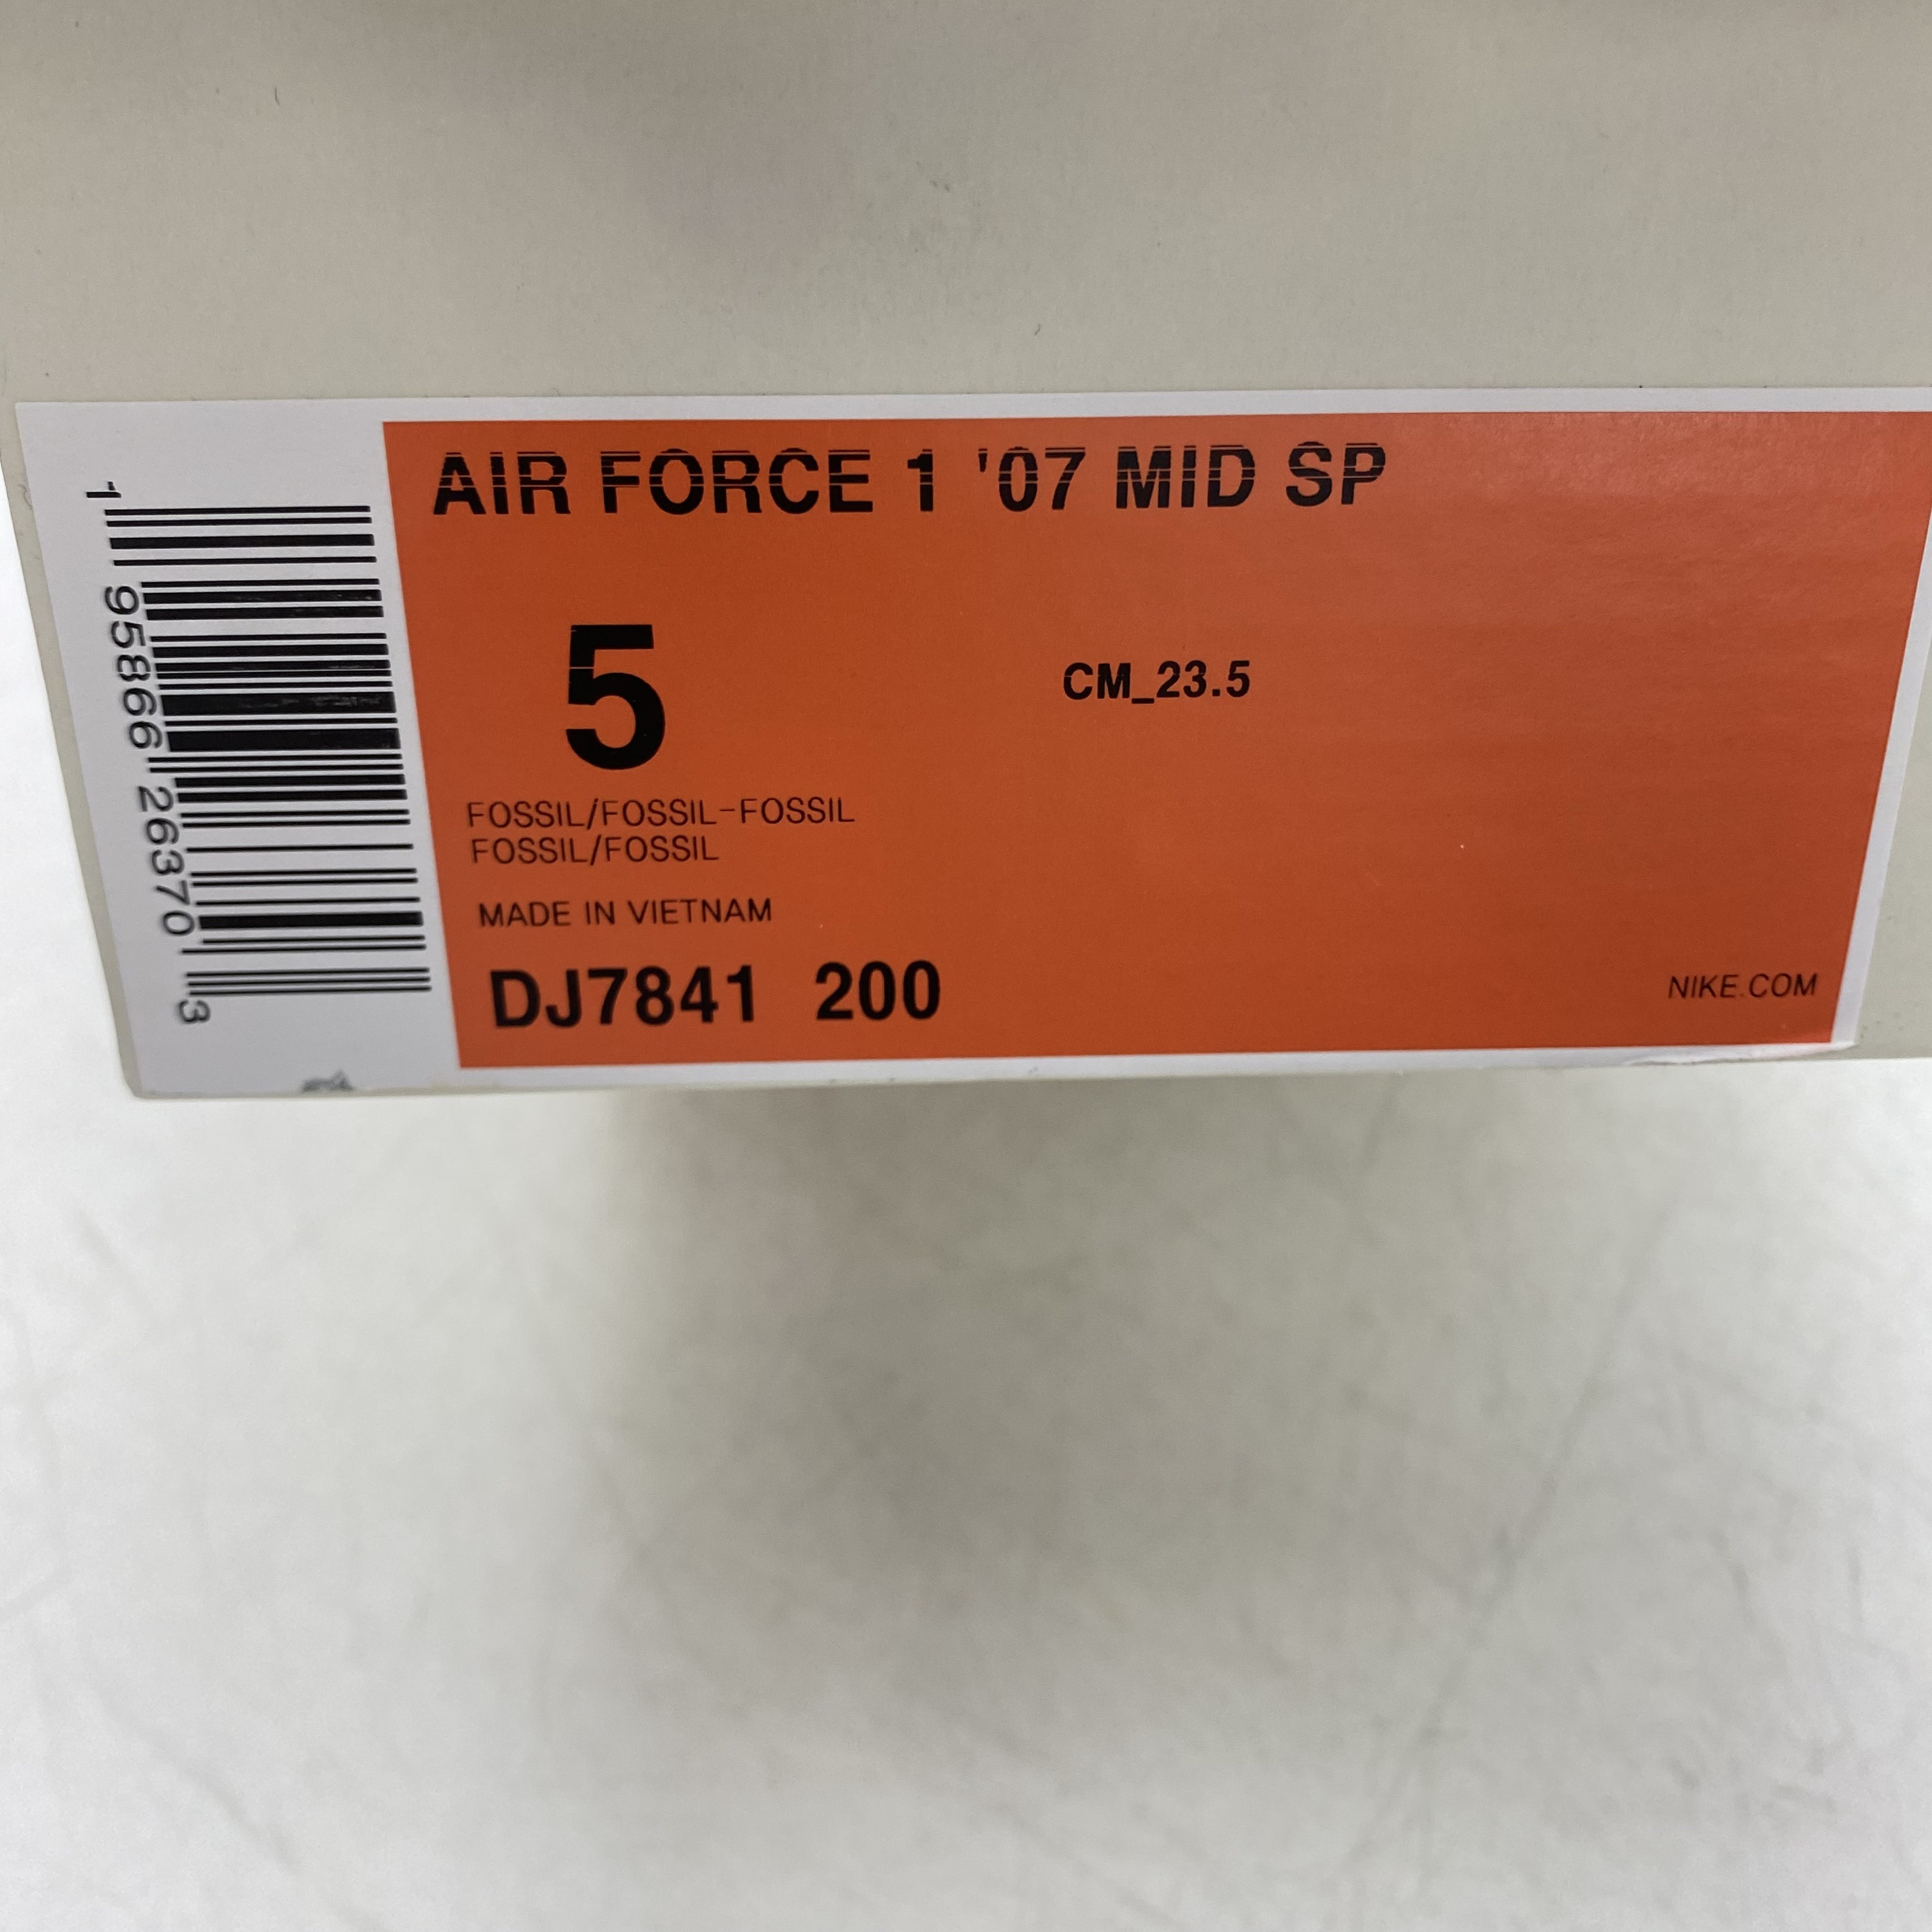 AIR FORCE 1 '07 MID SP
5
CM_23.5
FOSSIL/FOSSIL-FOSSIL
FOSSIL/FOSSIL
MADE IN VIETNAM
DJ7841 200
NIKE.COM
1 95866 26370 3